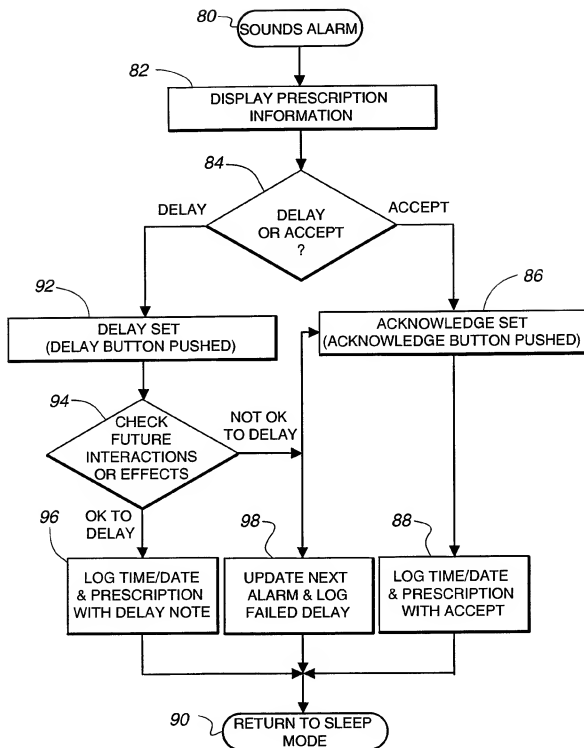 80
SOUNDS ALARM
82
DISPLAY PRESCRIPTION
INFORMATION
84
DELAY
OR ACCEPT
?
DELAY
ACCEPT
92
DELAY SET
(DELAY BUTTON PUSHED)
86
ACKNOWLEDGE SET
(ACKNOWLEDGE BUTTON PUSHED)
94
CHECK
FUTURE
INTERACTIONS
OR EFFECTS
NOT OK
TO DELAY
OK TO
DELAY
96
LOG TIME/DATE
& PRESCRIPTION
WITH DELAY NOTE
98
UPDATE NEXT
ALARM & LOG
FAILED DELAY
88
LOG TIME/DATE
& PRESCRIPTION
WITH ACCEPT
90
RETURN TO SLEEP
MODE